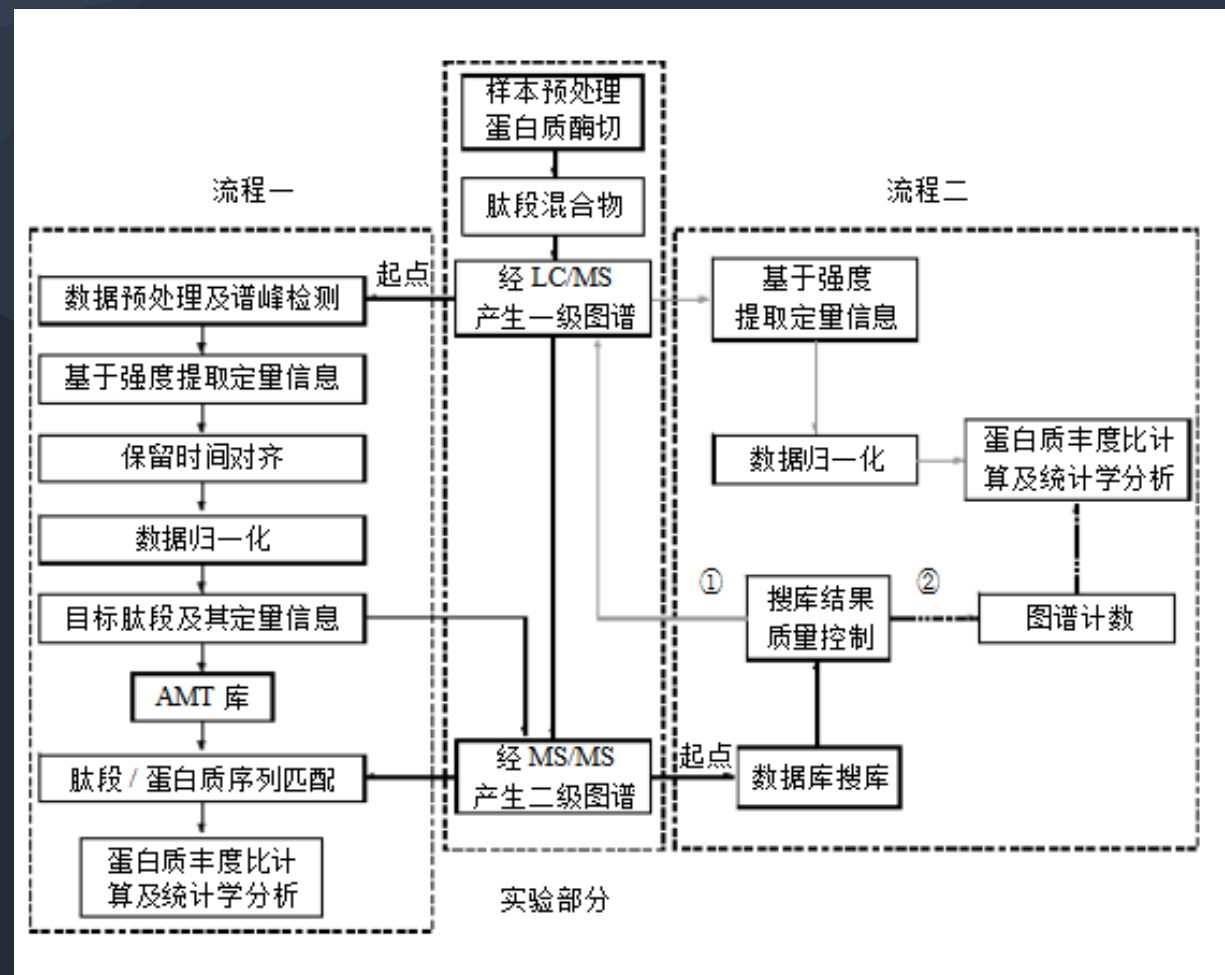 样本预处理
蛋白质酶切
流程一
流程二
肽段混合物
起点
经 LC/MS
产生一级图谱
数据预处理及谱峰检测
基于强度
提取定量信息
基于强度提取定量信息
保留时间对齐
数据归一化
蛋白质丰度比计
算及统计学分析
数据归一化
目标肽段及其定量信息
①
搜库结果
质量控制
②
图谱计数
AMT 库
肽段 / 蛋白质序列匹配
经 MS/MS
产生二级图谱
起点
数据库搜库
蛋白质丰度比计
算及统计学分析
实验部分